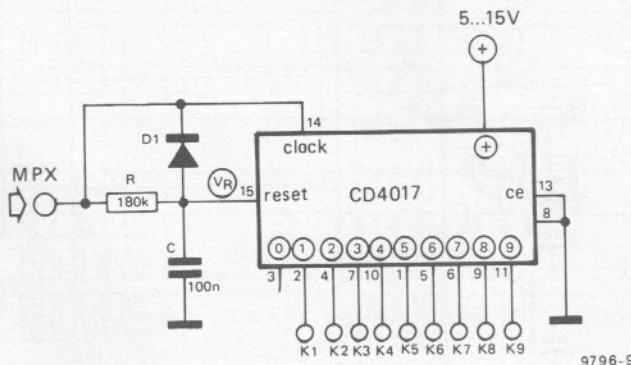 5...15V
+
14
D1
clock
+
MPX
R
VR
15
reset
CD4017
ce
13
180k
8
C
0 1 2 3 4 5 6 7 8 9
100n
3 2 4 7 10 1 5 6 9 11
K1 K2 K3 K4 K5 K6 K7 K8 K9
9796-9